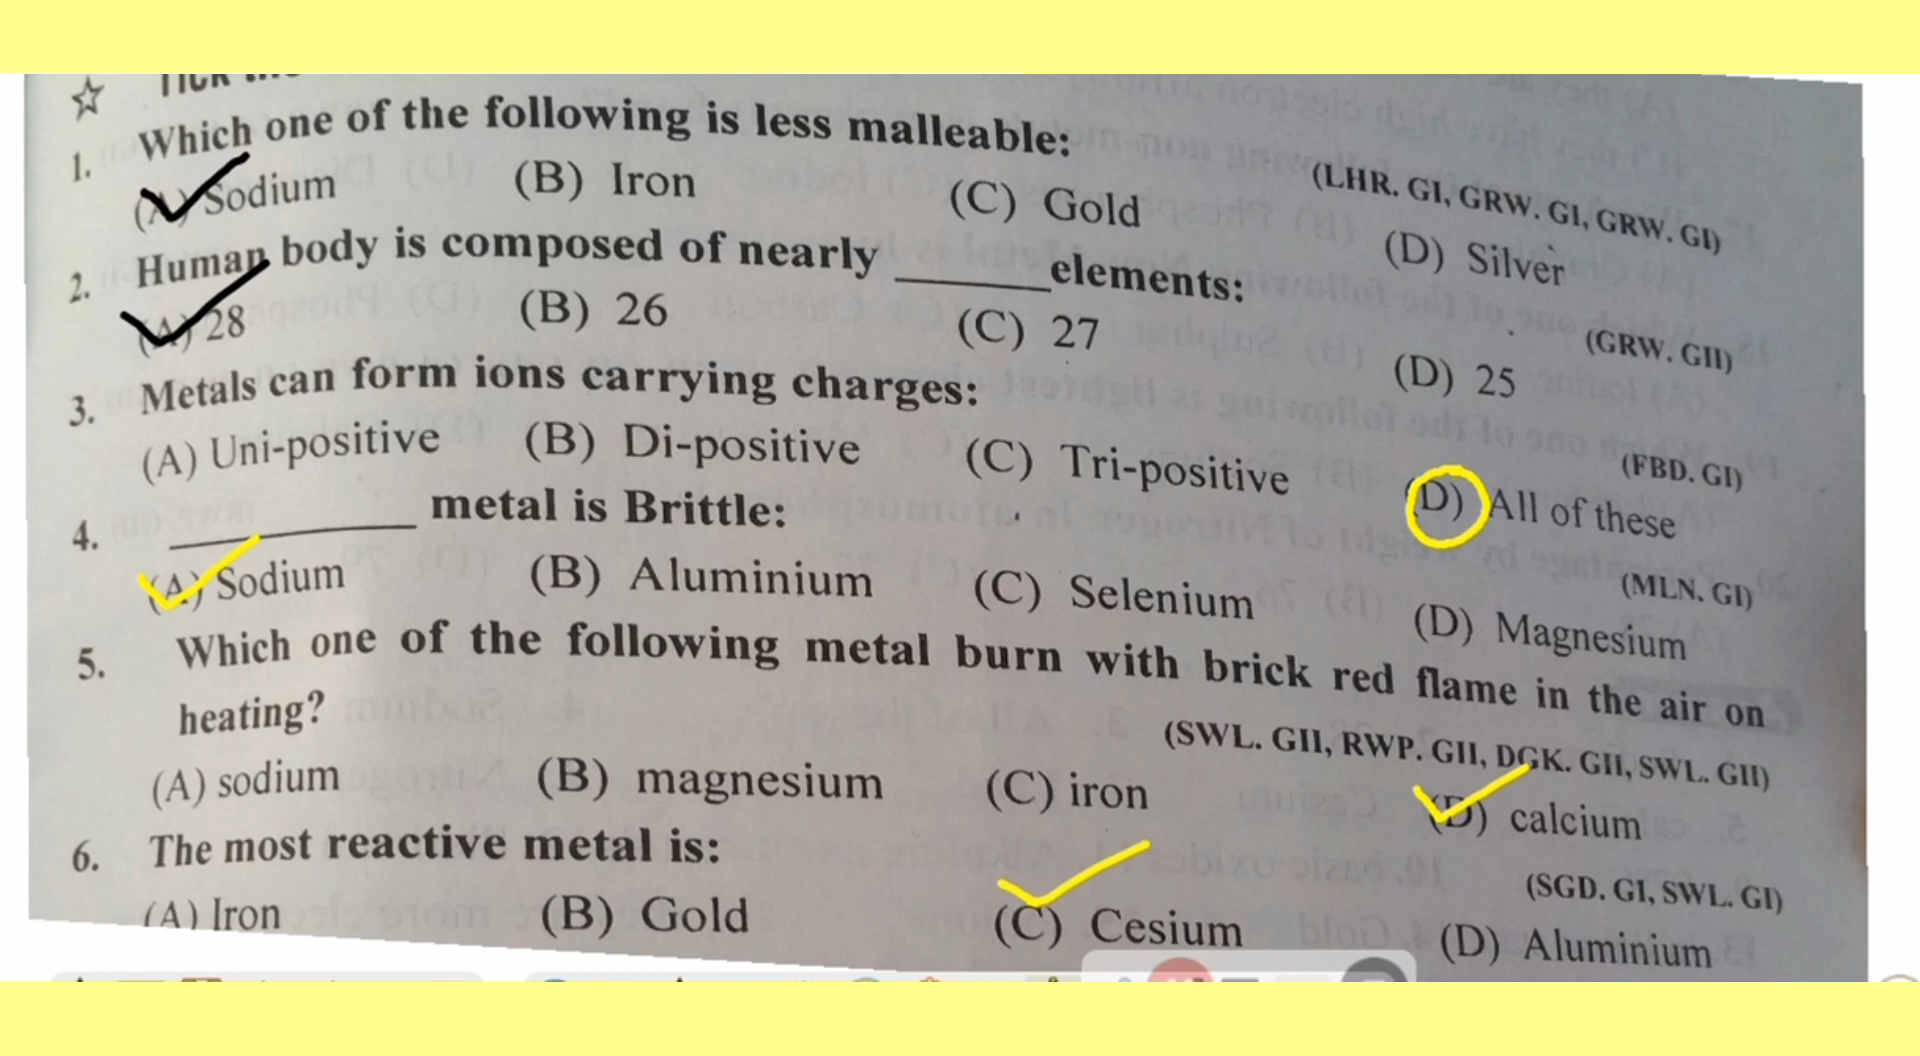 ☆
1. Which one of the following is less malleable:
(LHR. GI, GRW. GI, GRW. GI)
(A) Sodium (B) Iron (C) Gold (D) Silver
2. Human body is composed of nearly ______ elements:
(GRW. GII)
(A) 28 (B) 26 (C) 27 (D) 25
3. Metals can form ions carrying charges:
(FBD. GI)
(A) Uni-positive (B) Di-positive (C) Tri-positive (D) All of these
4. ______ metal is Brittle:
(MLN. GI)
(A) Sodium (B) Aluminium (C) Selenium (D) Magnesium
5. Which one of the following metal burn with brick red flame in the air on
heating?
(SWL. GII, RWP. GII, DGK. GII, SWL. GII)
(A) sodium (B) magnesium (C) iron (D) calcium
6. The most reactive metal is:
(SGD. GI, SWL. GI)
(A) Iron (B) Gold (C) Cesium (D) Aluminium